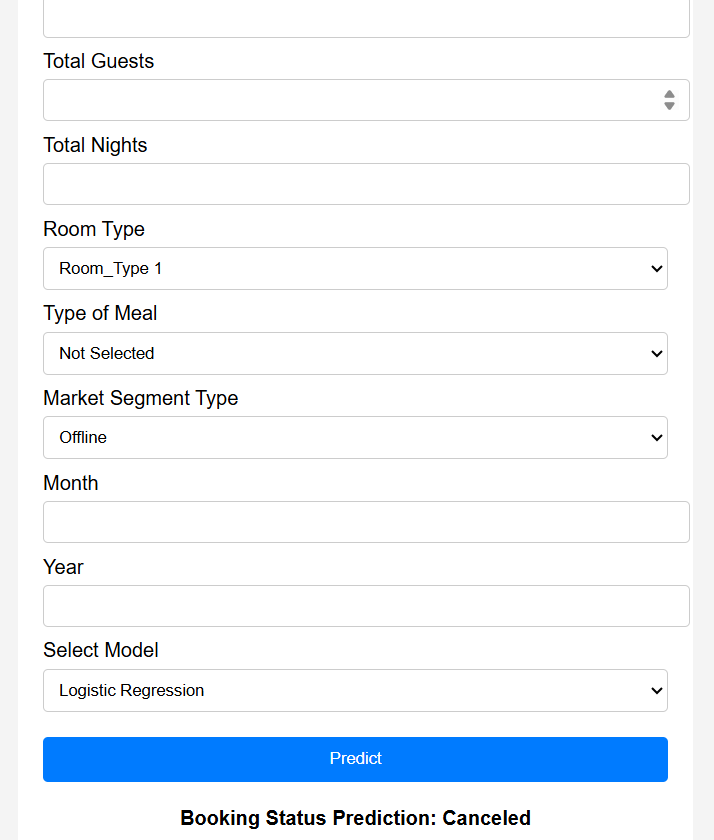 Total Guests
Total Nights
Room Type
Room_Type 1
Type of Meal
Not Selected
Market Segment Type
Offline
Month
Year
Select Model
Logistic Regression
Predict
Booking Status Prediction: Canceled